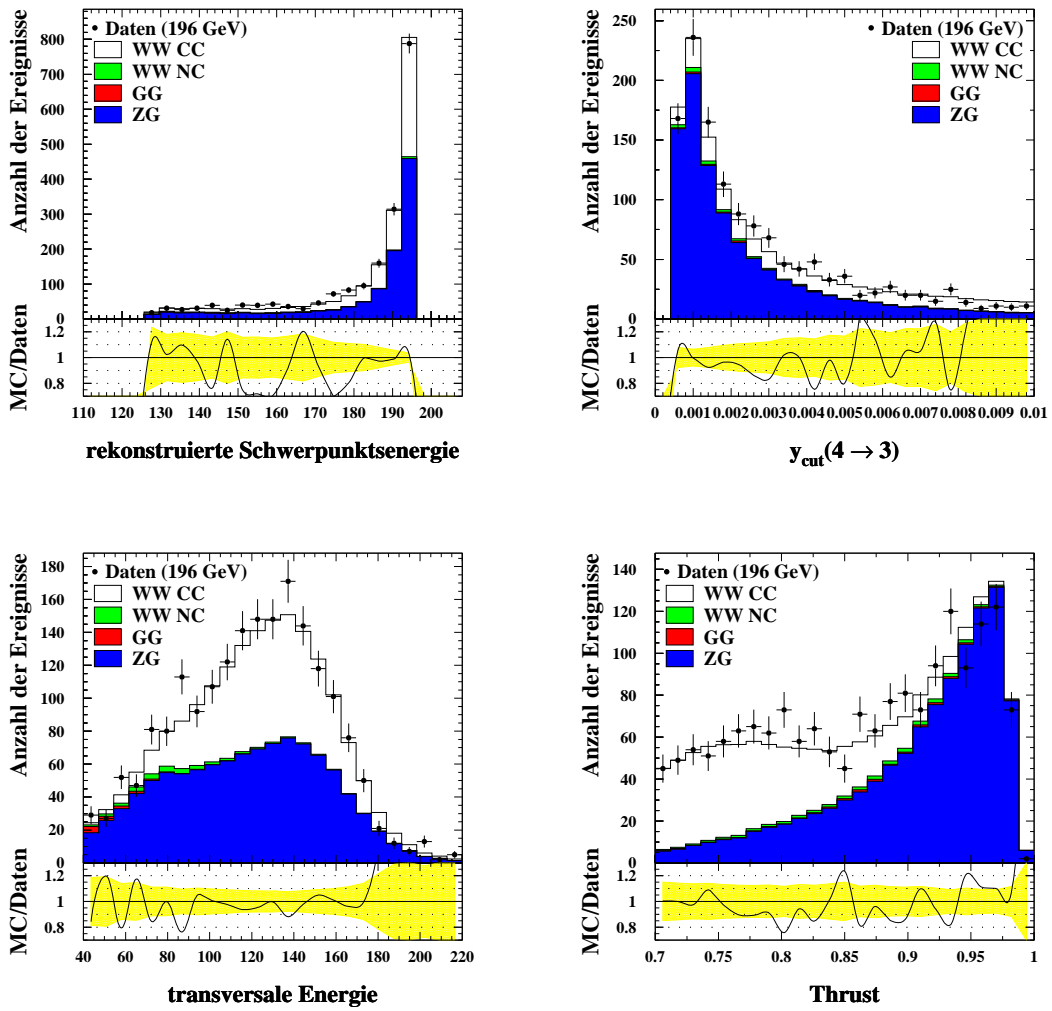 Anzahl der Ereignisse
800
700
600
500
400
300
200
100
0
Daten (196 GeV)
WW CC
WW NC
GG
ZG
MC/Daten
1.2
1
0.8
110 120 130 140 150 160 170 180 190 200
rekonstruierte Schwerpunktsenergie
Anzahl der Ereignisse
250
200
150
100
50
0
Daten (196 GeV)
WW CC
WW NC
GG
ZG
MC/Daten
1.2
1
0.8
0 0.001 0.002 0.003 0.004 0.005 0.006 0.007 0.008 0.009 0.01
y_cut(4 → 3)
Anzahl der Ereignisse
180
160
140
120
100
80
60
40
20
0
Daten (196 GeV)
WW CC
WW NC
GG
ZG
MC/Daten
1.2
1
0.8
40 60 80 100 120 140 160 180 200 220
transversale Energie
Anzahl der Ereignisse
140
120
100
80
60
40
20
0
Daten (196 GeV)
WW CC
WW NC
GG
ZG
MC/Daten
1.2
1
0.8
0.7 0.75 0.8 0.85 0.9 0.95 1
Thrust